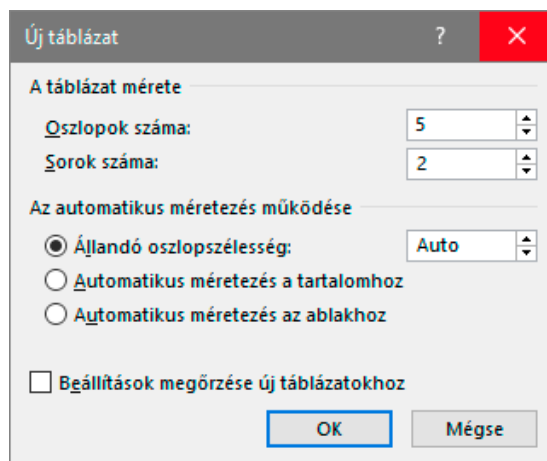 Új táblázat ?
A táblázat mérete
Oszlopok száma: 5
Sorok száma: 2
Az automatikus méretezés működése
Állandó oszlopszélesség: Auto
Automatikus méretezés a tartalomhoz
Automatikus méretezés az ablakhoz
Beállítások megőrzése új táblázatokhoz
OK Mégse